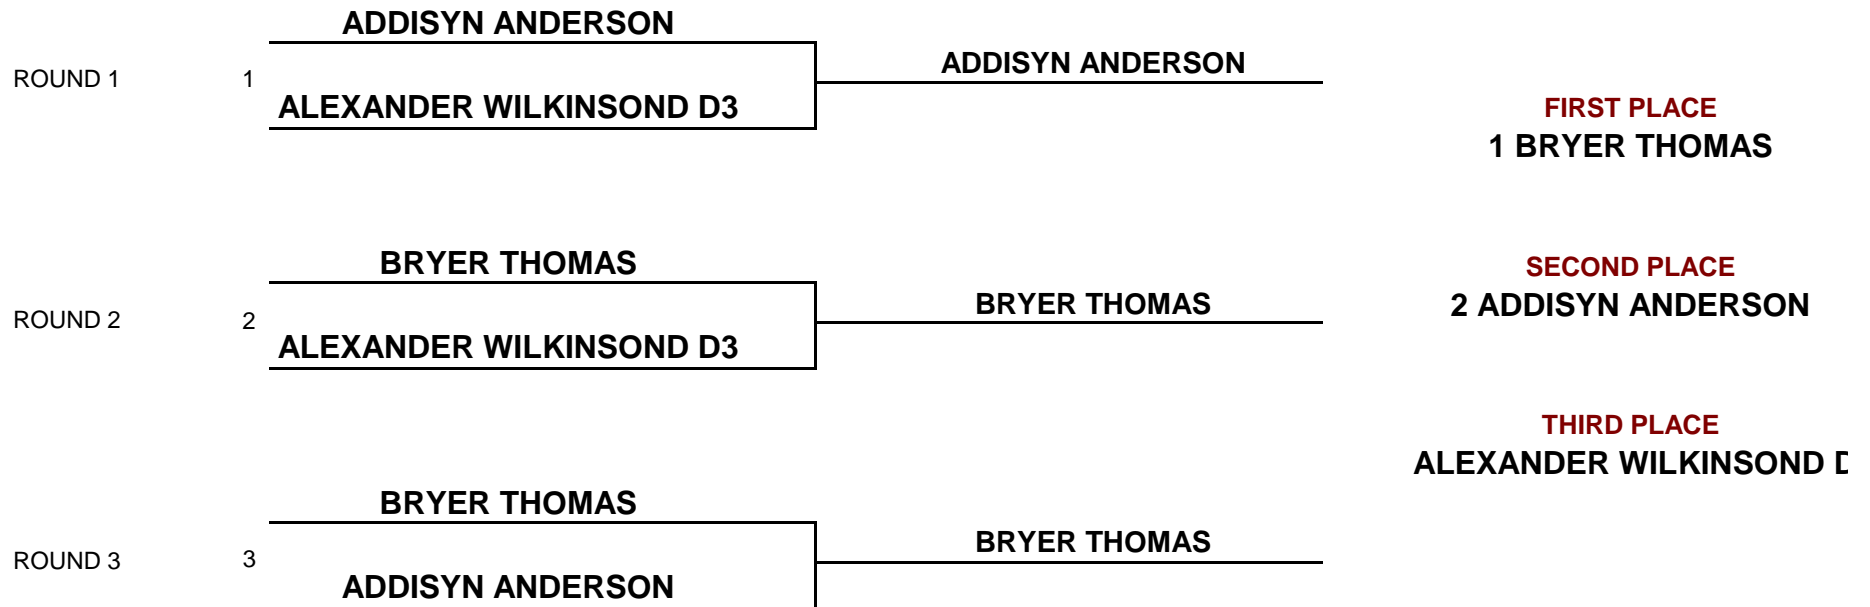 ADDISYN ANDERSON
ROUND 1
1
ADDISYN ANDERSON
ALEXANDER WILKINSOND D3
FIRST PLACE
1 BRYER THOMAS
BRYER THOMAS
SECOND PLACE
ROUND 2
2
BRYER THOMAS
2 ADDISYN ANDERSON
ALEXANDER WILKINSOND D3
THIRD PLACE
ALEXANDER WILKINSOND D
BRYER THOMAS
ROUND 3
3
BRYER THOMAS
ADDISYN ANDERSON